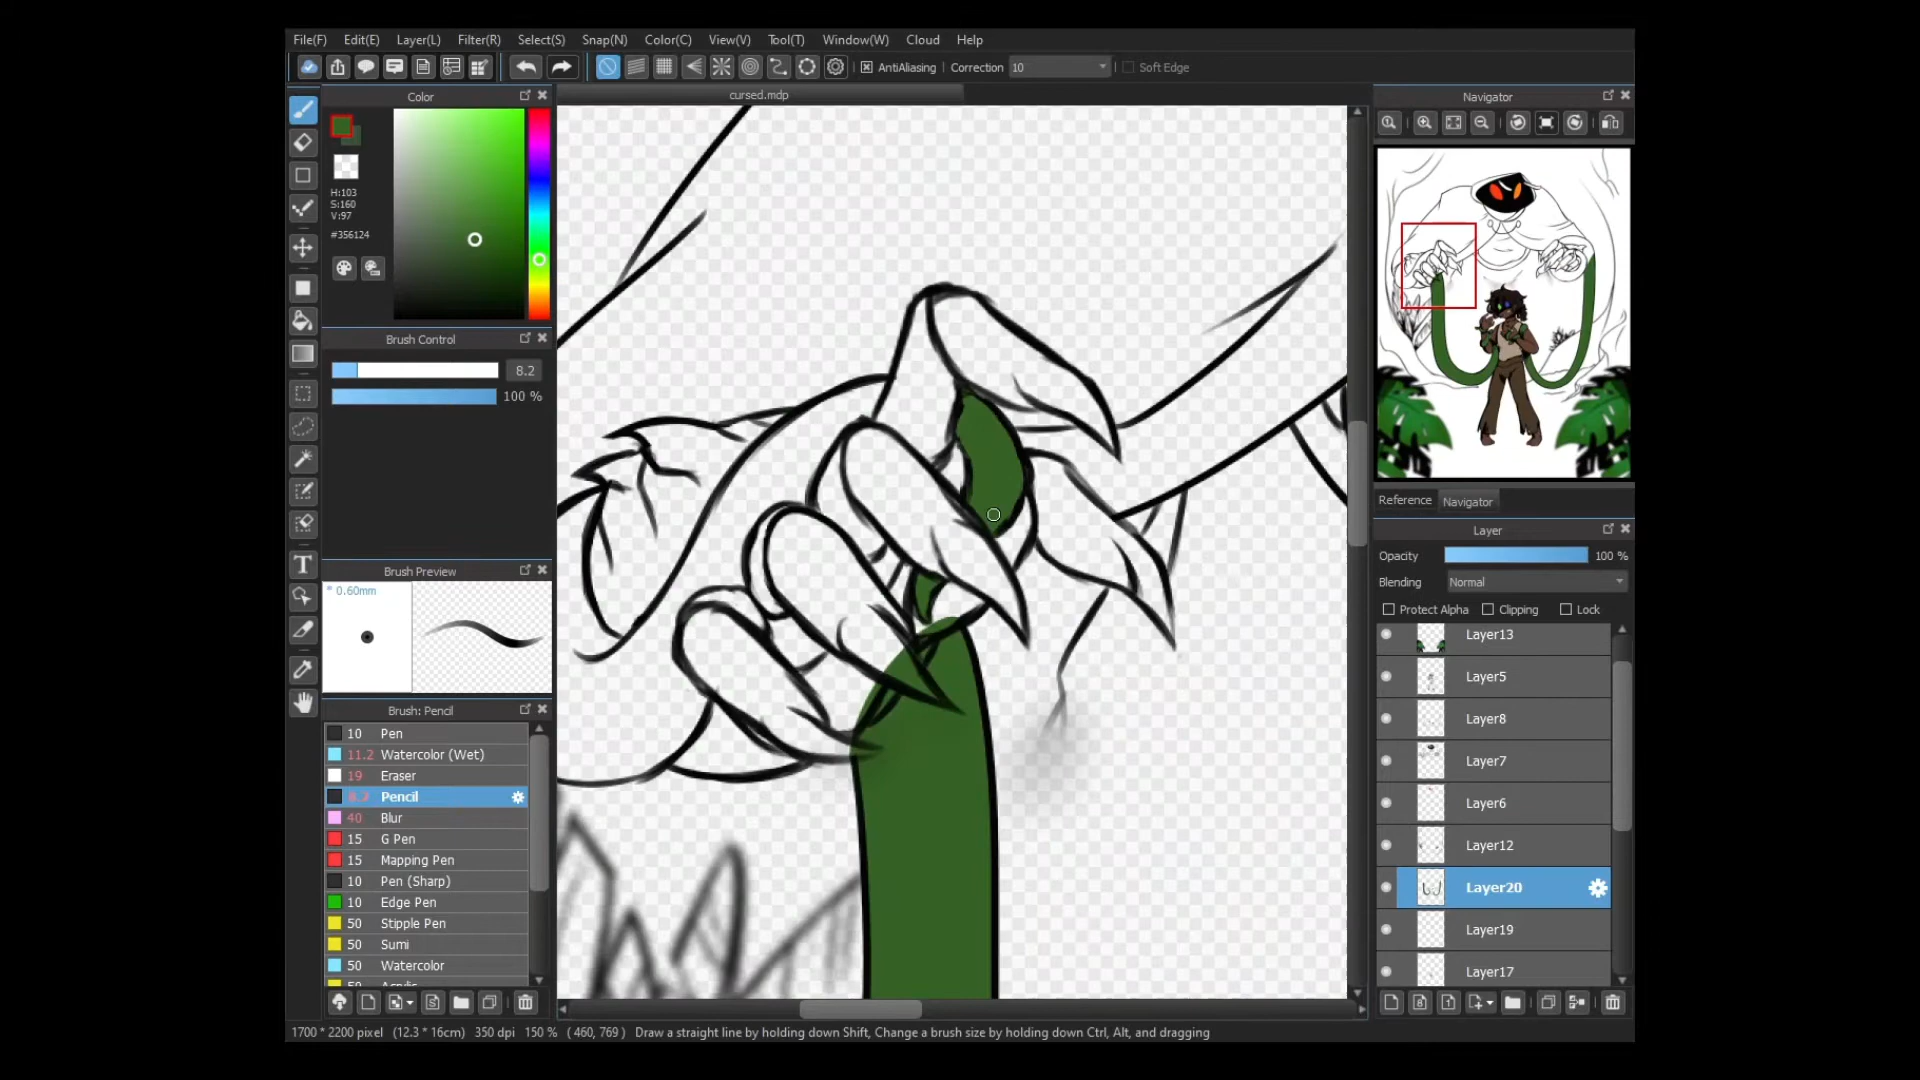 File(F) Edit(E) Layer(L) Filter(R) Select(S) Snap(N) Color(C) View(V) Tool(T) Window(W) Cloud Help
AntiAliasing Correction 10 Soft Edge
Color
cursed.mdp
Navigator
H:103
S:160
V:97
#356124
Brush Control
8.2
100 %
Brush Preview
* 0.60mm
Brush: Pencil
10 Pen
11.2 Watercolor (Wet)
19 Eraser
8.2 Pencil
40 Blur
15 G Pen
15 Mapping Pen
10 Pen (Sharp)
10 Edge Pen
50 Stipple Pen
50 Sumi
50 Watercolor
Reference Navigator
Layer
Opacity 100 %
Blending Normal
Protect Alpha Clipping Lock
Layer13
Layer5
Layer8
Layer7
Layer6
Layer12
Layer20
Layer19
Layer17
1700 * 2200 pixel (12.3 * 16cm) 350 dpi 150 % ( 460, 769 ) Draw a straight line by holding down Shift, Change a brush size by holding down Ctrl, Alt, and dragging